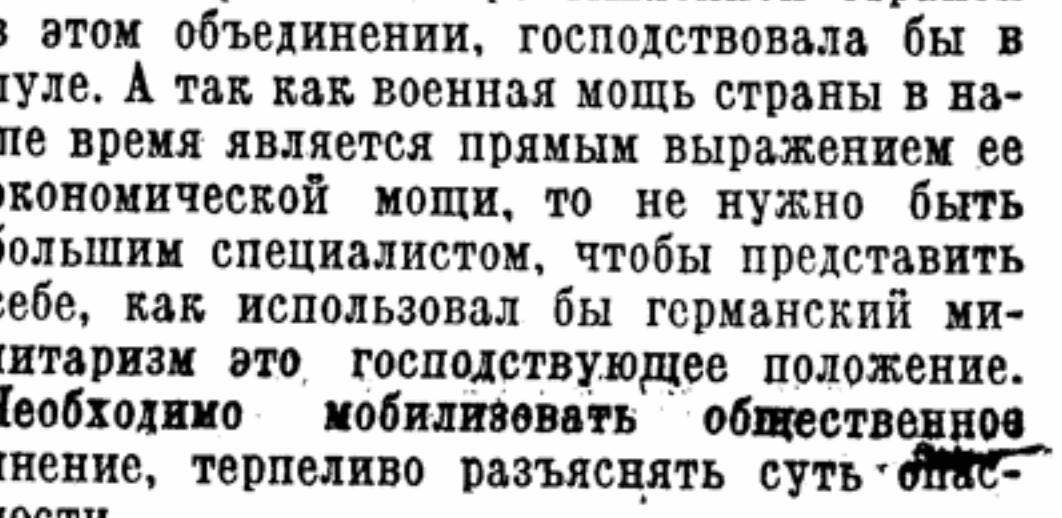 в этом объединении, господствовала бы в
пуле. А так как военная мощь страны в на-
ше время является прямым выражением ее
экономической мощи, то не нужно быть
большим специалистом, чтобы представить
себе, как использовал бы германский ми-
литаризм это господствующее положение.
Необходимо мобилизовать общественное
мнение, терпеливо разъяснять суть опас-
ности